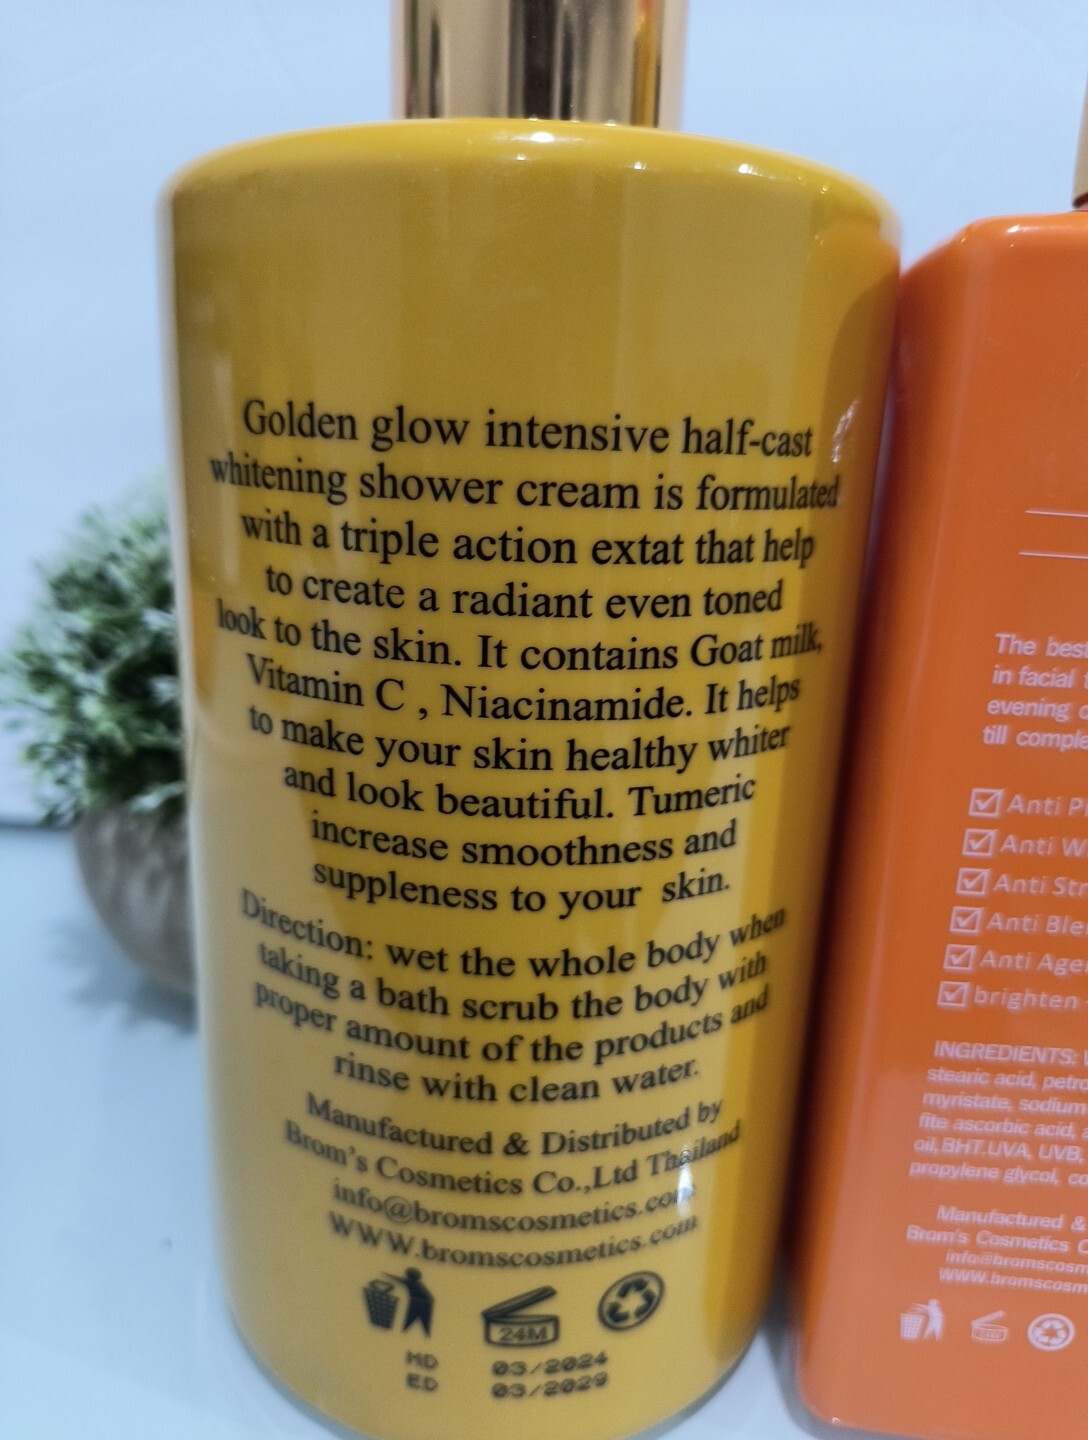 Golden glow intensive half-cast
whitening shower cream is formulated
with a triple action extat that help
to create a radiant even toned
look to the skin. It contains Goat milk,
Vitamin C , Niacinamide. It helps
to make your skin healthy whiter
and look beautiful. Tumeric
increase smoothness and
suppleness to your skin.
Direction: wet the whole body when
taking a bath scrub the body with
proper amount of the products and
rinse with clean water.
Manufactured & Distributed by
Brom's Cosmetics Co.,Ltd Thailand
info@bromscosmetics.com
WWW.bromscosmetics.com
24M
MD 03/2024
ED 03/2029
The best
in facial
evening
till
Anti
Anti
Anti
Anti
Anti
brighten
INGREDIENTS:
stearic acid,
myristate, sodium
fite ascorbic acid,
oil,BHT.UVA, UVB,
propylene glycol,
Manufactured &
Brom's Cosmetics
24M